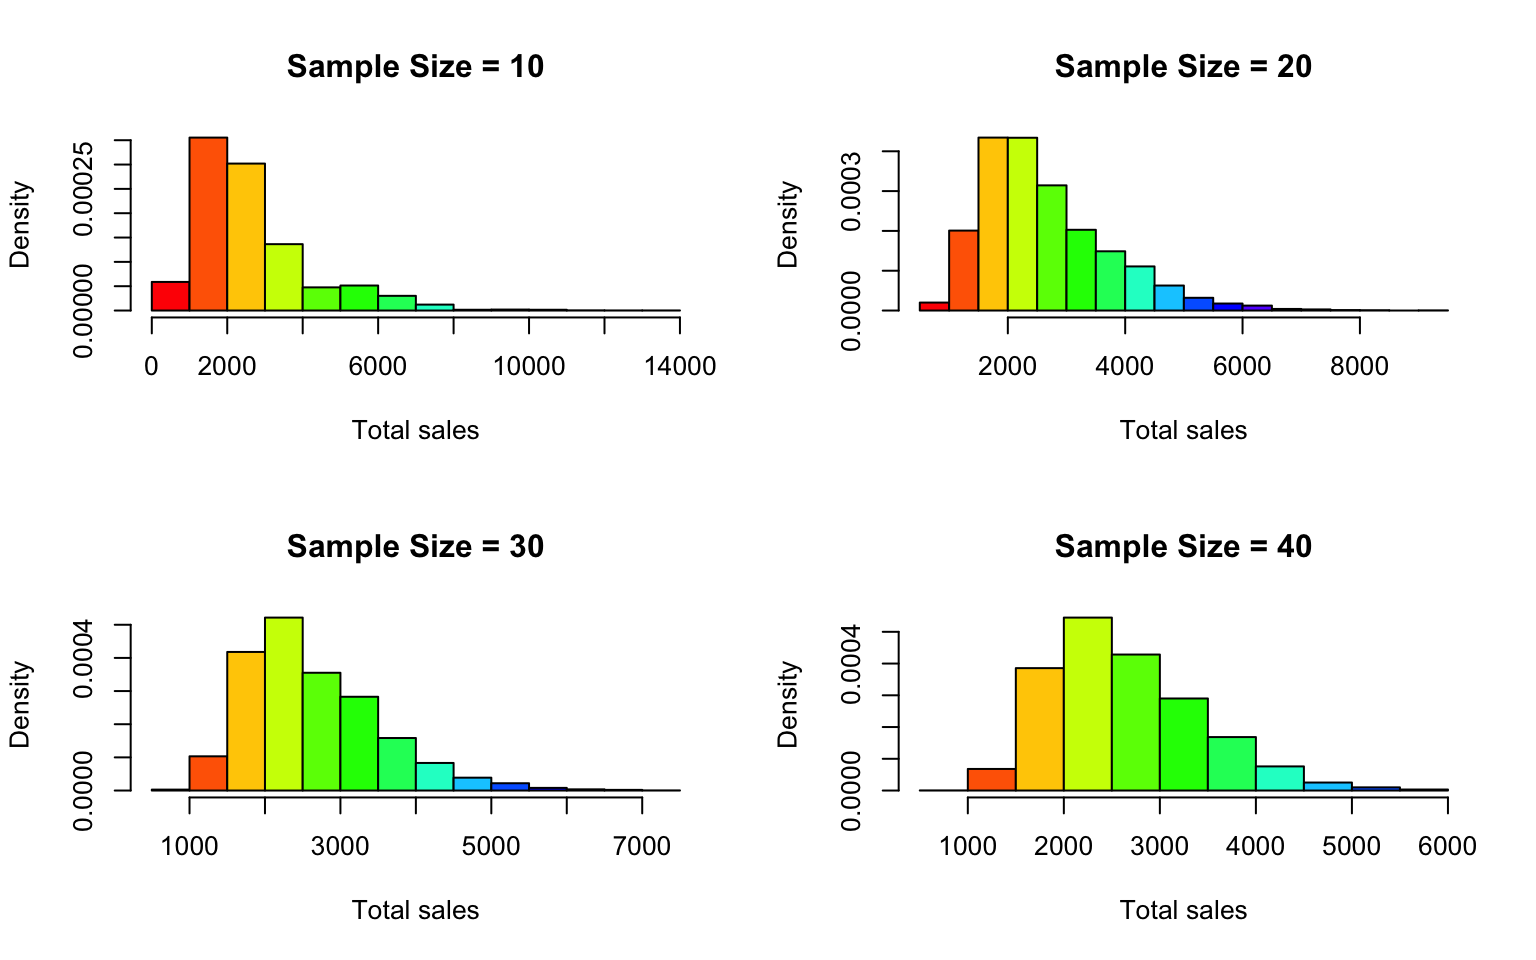 Sample Size = 10
Density
0.00000
0.00025
0 2000 6000 10000 14000
Total sales
Sample Size = 20
Density
0.0000
0.0003
2000 4000 6000 8000
Total sales
Sample Size = 30
Density
0.0000
0.0004
1000 3000 5000 7000
Total sales
Sample Size = 40
Density
0.0000
0.0004
1000 2000 3000 4000 5000 6000
Total sales